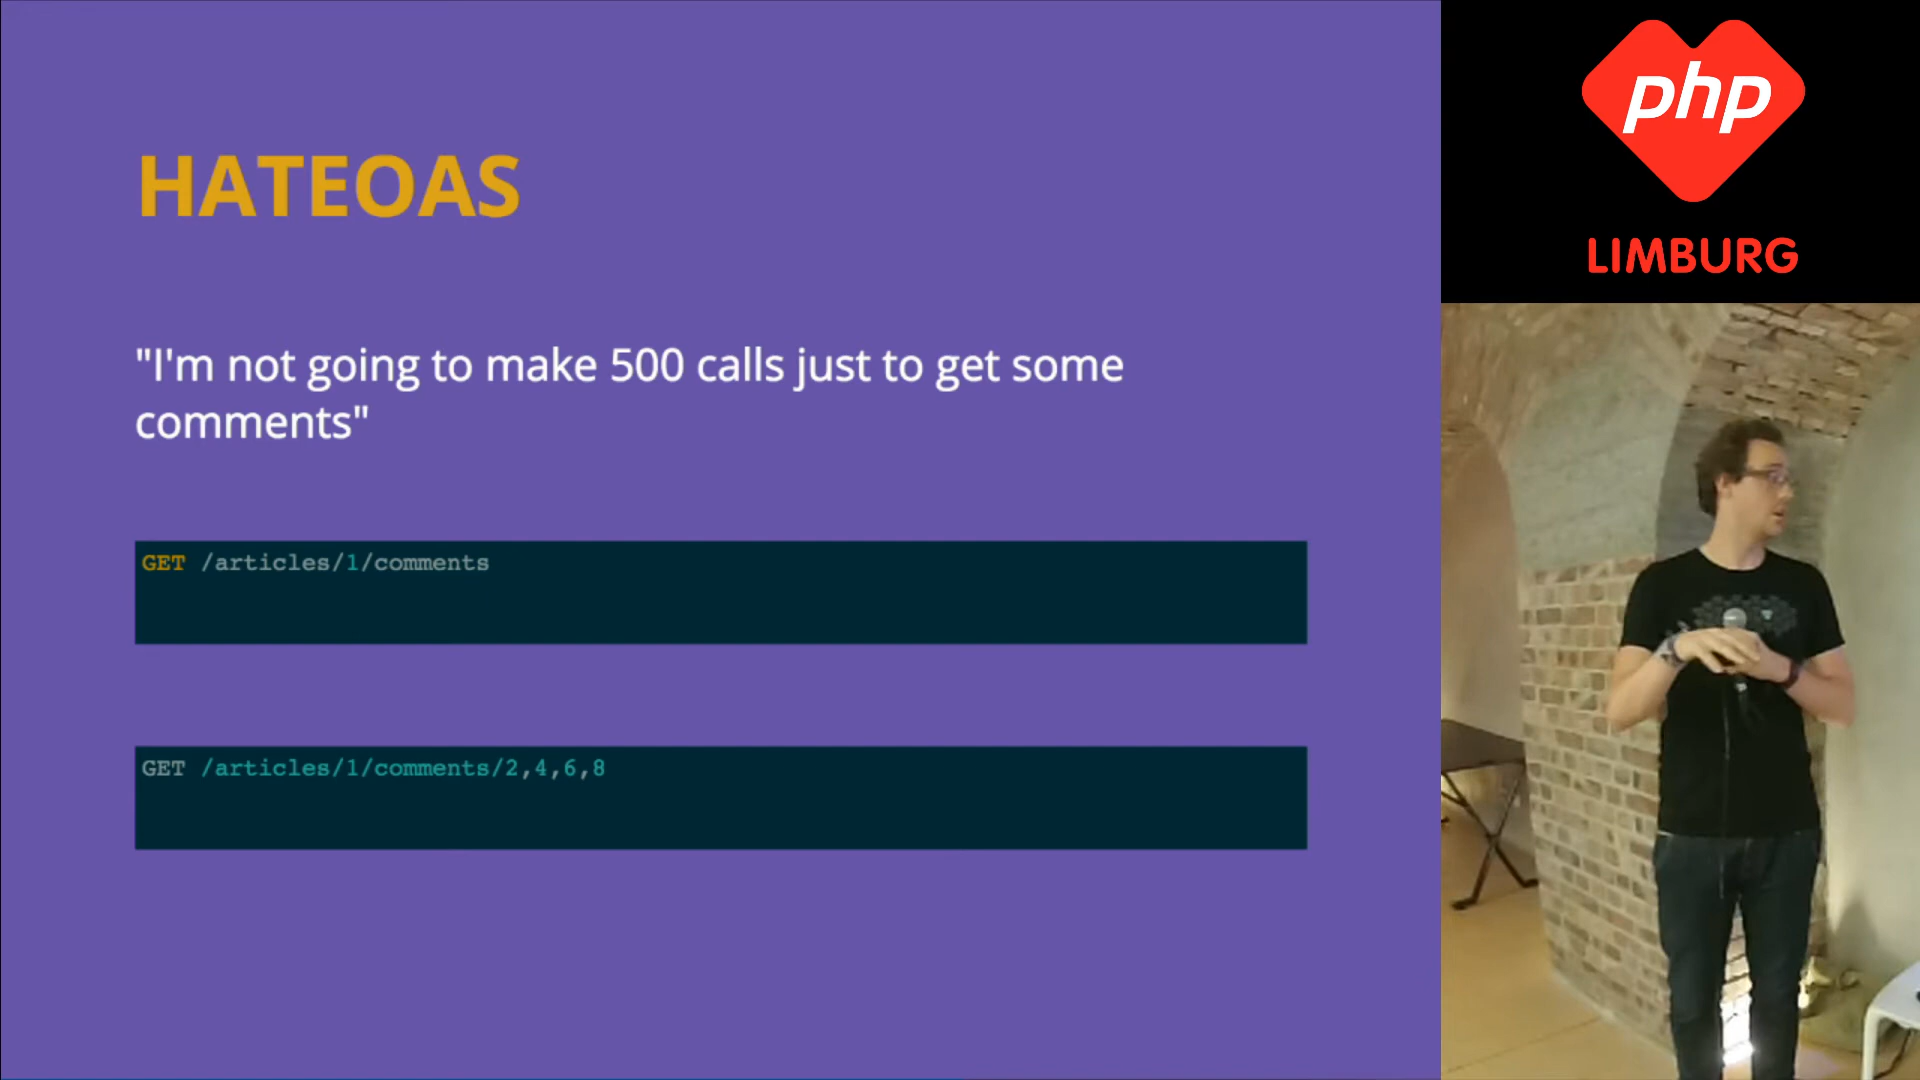 HATEOAS
"I'm not going to make 500 calls just to get some
comments"
GET /articles/1/comments
GET /articles/1/comments/2,4,6,8
php
LIMBURG